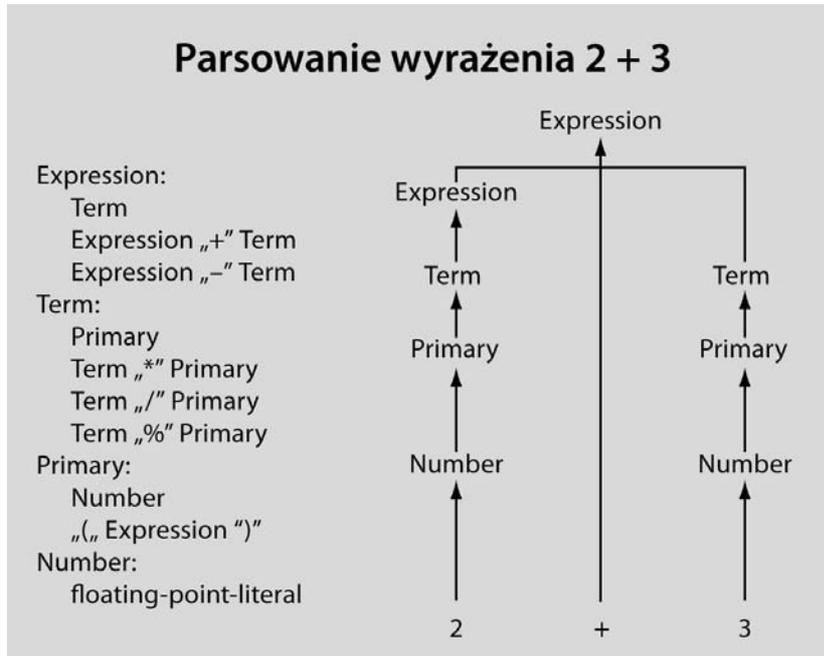 Parsowanie wyrażenia 2 + 3
Expression:
Term
Expression „+” Term
Expression „–” Term
Term:
Primary
Term „*” Primary
Term „/” Primary
Term „%” Primary
Primary:
Number
„(„ Expression “)”
Number:
floating-point-literal
Expression
Expression
Term Term
Primary Primary
Number Number
2 + 3